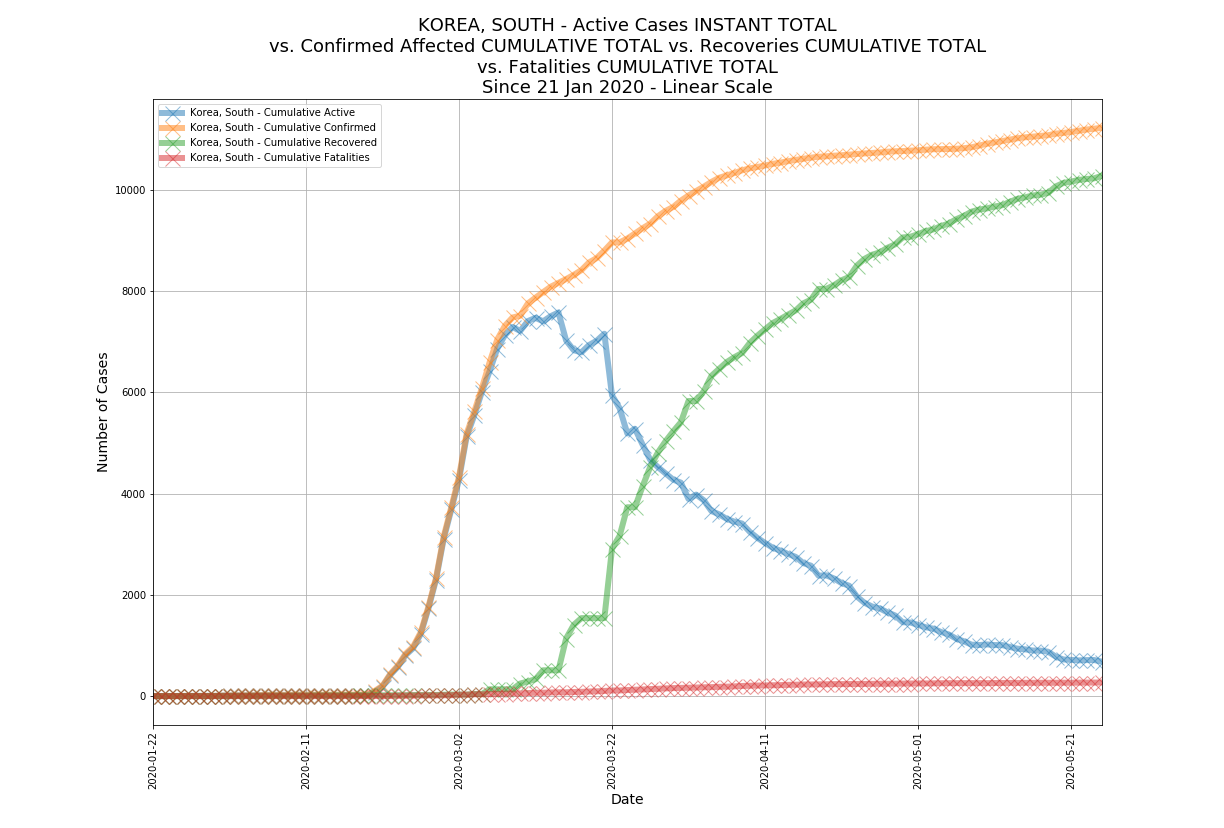 KOREA, SOUTH - Active Cases INSTANT TOTAL
vs. Confirmed Affected CUMULATIVE TOTAL vs. Recoveries CUMULATIVE TOTAL
vs. Fatalities CUMULATIVE TOTAL
Since 21 Jan 2020 - Linear Scale
Korea, South - Cumulative Active
Korea, South - Cumulative Confirmed
Korea, South - Cumulative Recovered
Korea, South - Cumulative Fatalities
Number of Cases
10000
8000
6000
4000
2000
0
2020-01-22
2020-02-11
2020-03-02
2020-03-22
2020-04-11
2020-05-01
2020-05-21
Date